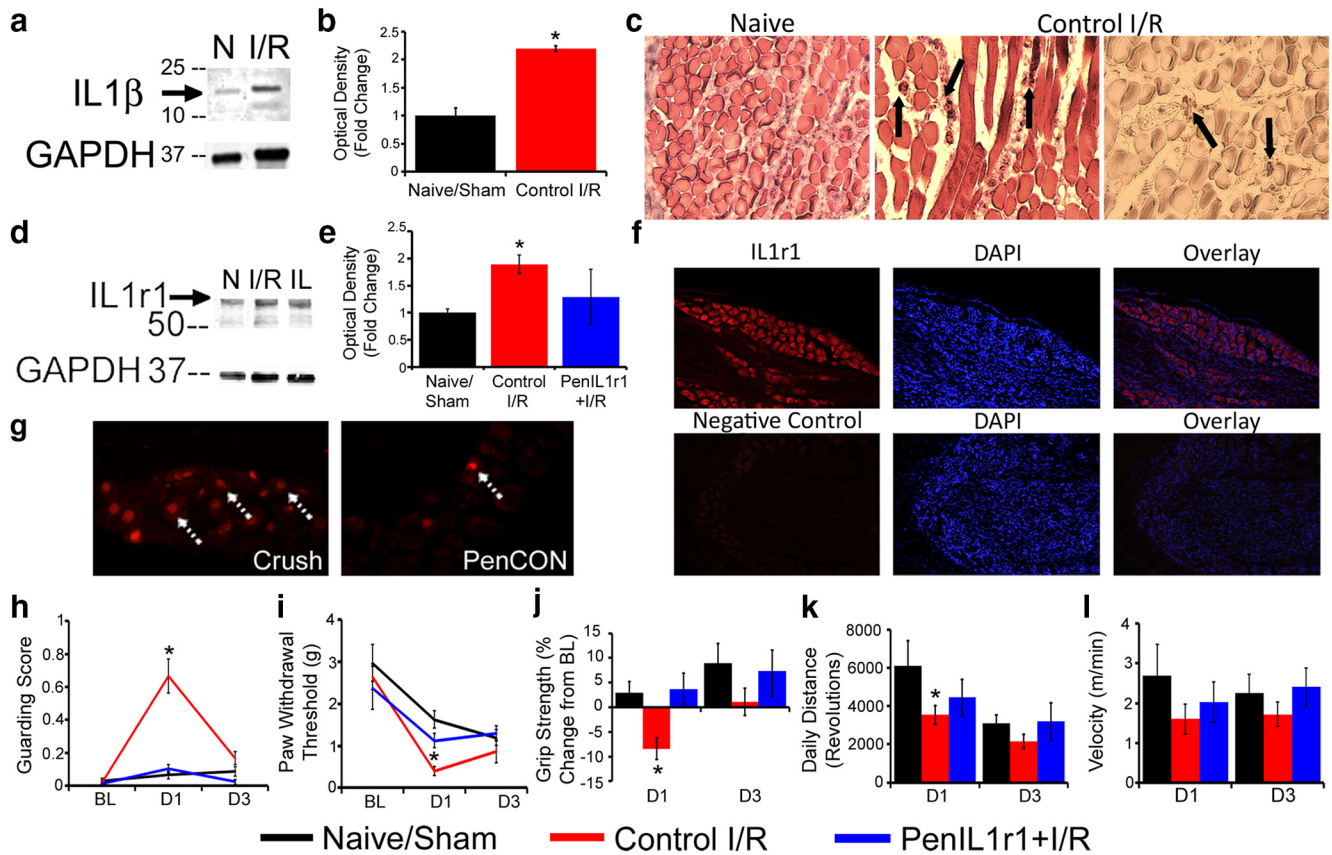 a
N I/R
25
IL1β
10
GAPDH
37
b
Optical Density
(Fold Change)
2.5
2
1.5
1
0.5
0
*
Naive/Sham
Control I/R
c
Naive
Control I/R
d
N I/R IL
IL1r1
50
GAPDH 37
e
Optical Density
(Fold Change)
2.5
2
1.5
1
0.5
0
*
Naive/
Sham
Control
I/R
PenIL1r1
+I/R
f
IL1r1
DAPI
Overlay
Negative Control
DAPI
Overlay
g
Crush
PenCON
h
Guarding Score
1
0.8
0.6
0.4
0.2
0
*
BL
D1
D3
i
Paw Withdrawal
Threshold (g)
4
3
2
1
0
*
BL
D1
D3
j
Grip Strength (%
Change from BL)
15
10
5
0
-5
-10
-15
*
D1
D3
k
Daily Distance
(Revolutions)
8000
6000
4000
2000
0
*
D1
D3
l
Velocity (m/min)
4
3
2
1
0
D1
D3
Naive/Sham
Control I/R
PenIL1r1+I/R